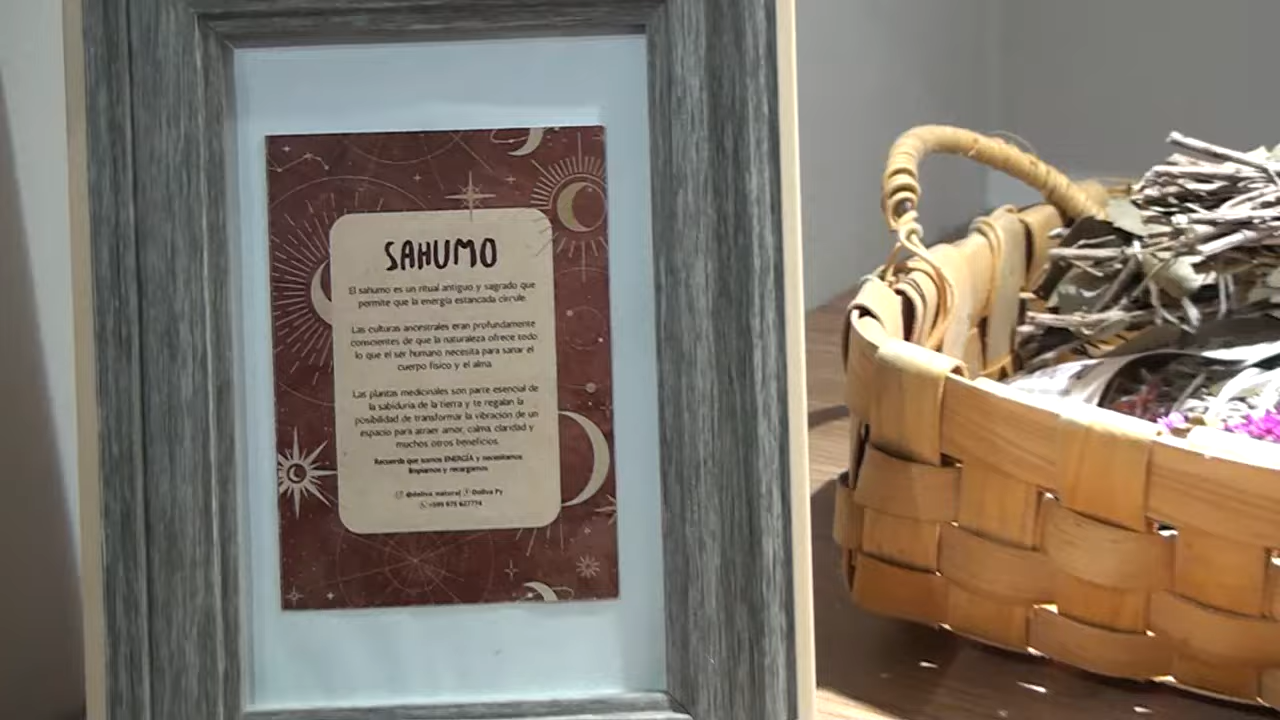 SAHUMO
El sahumo es un ritual antiguo y sagrado que
permite que la energía estancada circule.
Las culturas ancestrales eran profundamente
conscientes de que la naturaleza ofrece todo
lo que el ser humano necesita para sanar el
cuerpo físico y el alma.
Las plantas medicinales son parte esencial de
la sabiduría de la tierra y te regalan la
posibilidad de transformar la vibración de un
espacio para atraer amor, calma, claridad y
muchos otros beneficios.
Recuerda que somos ENERGÍA y necesitamos
limpiarnos y recargarnos